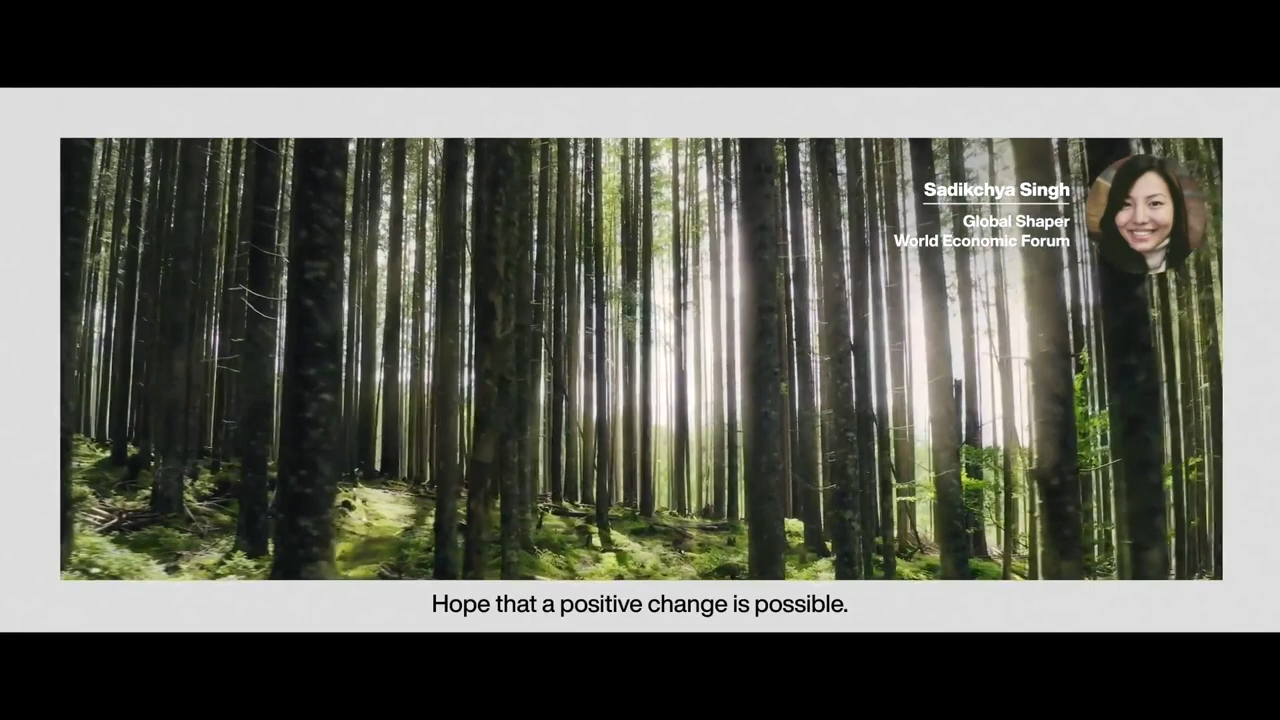 Sadikchya Singh
Global Shaper
World Economic Forum
Hope that a positive change is possible.